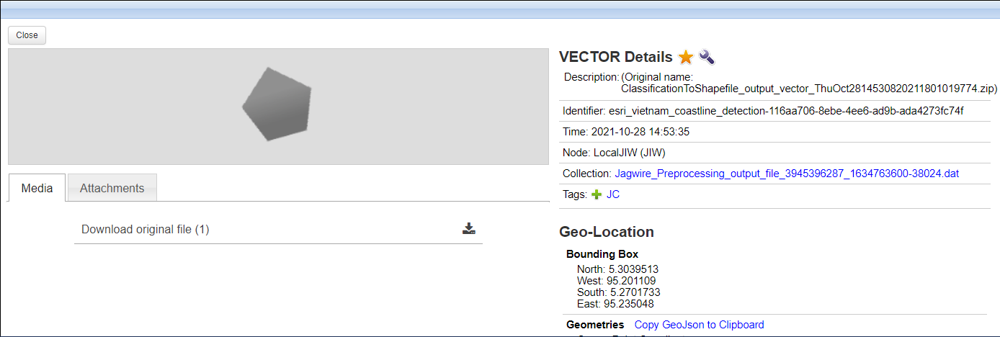 Close
VECTOR Details
Description: (Original name:
ClassificationToShapefile_output_vector_ThuOct2814530820211801019774.zip)
Identifier: esri_vietnam_coastline_detection-116aa706-8ebe-4ee6-ad9b-ada4273fc74f
Time: 2021-10-28 14:53:35
Node: LocalJIW (JIW)
Collection: Jagwire_Preprocessing_output_file_3945396287_1634763600-38024.dat
Tags: JC
Media
Attachments
Download original file (1)
Geo-Location
Bounding Box
North: 5.3039513
West: 95.201109
South: 5.2701733
East: 95.235048
Geometries Copy GeoJson to Clipboard